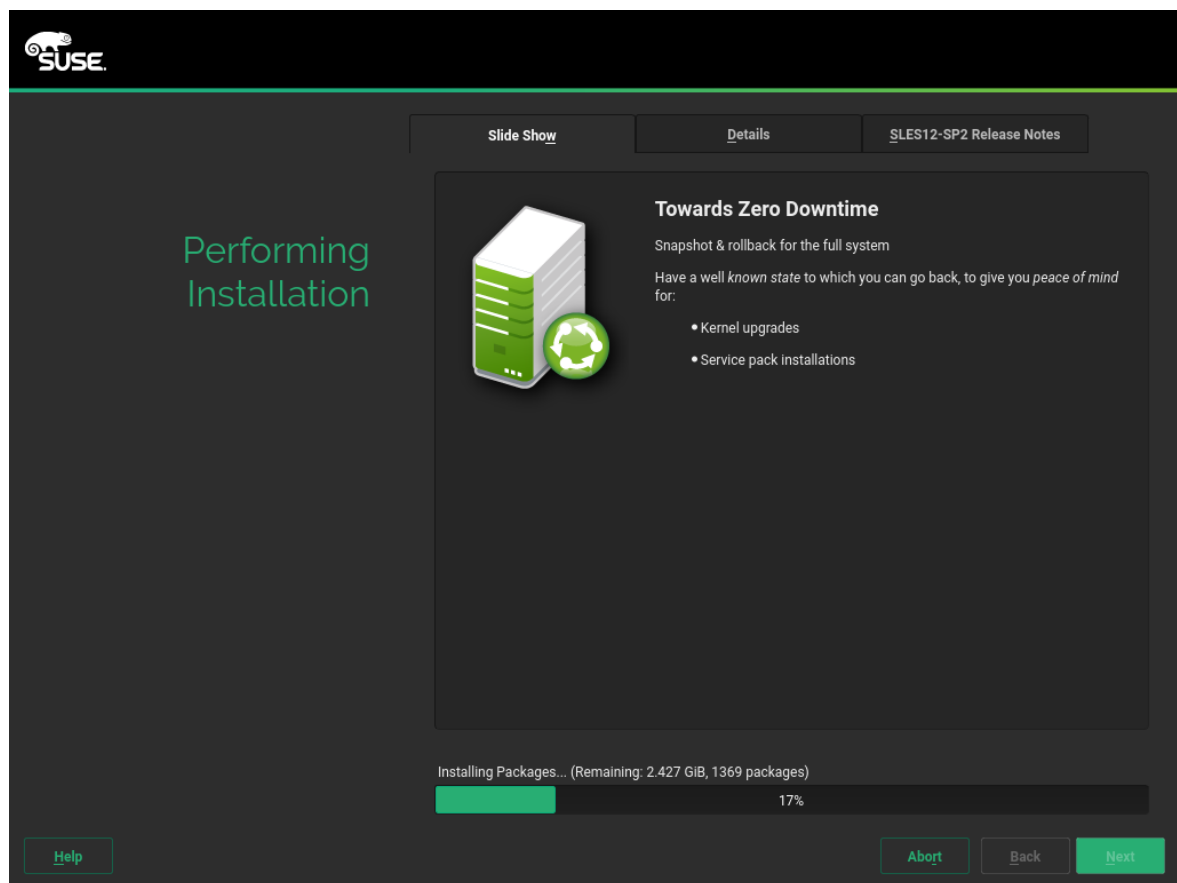 SUSE.
Slide Show
Details
SLES12-SP2 Release Notes
Performing
Installation
Towards Zero Downtime
Snapshot & rollback for the full system
Have a well known state to which you can go back, to give you peace of mind
for:
• Kernel upgrades
• Service pack installations
Installing Packages... (Remaining: 2.427 GiB, 1369 packages)
17%
Help
Abort
Back
Next